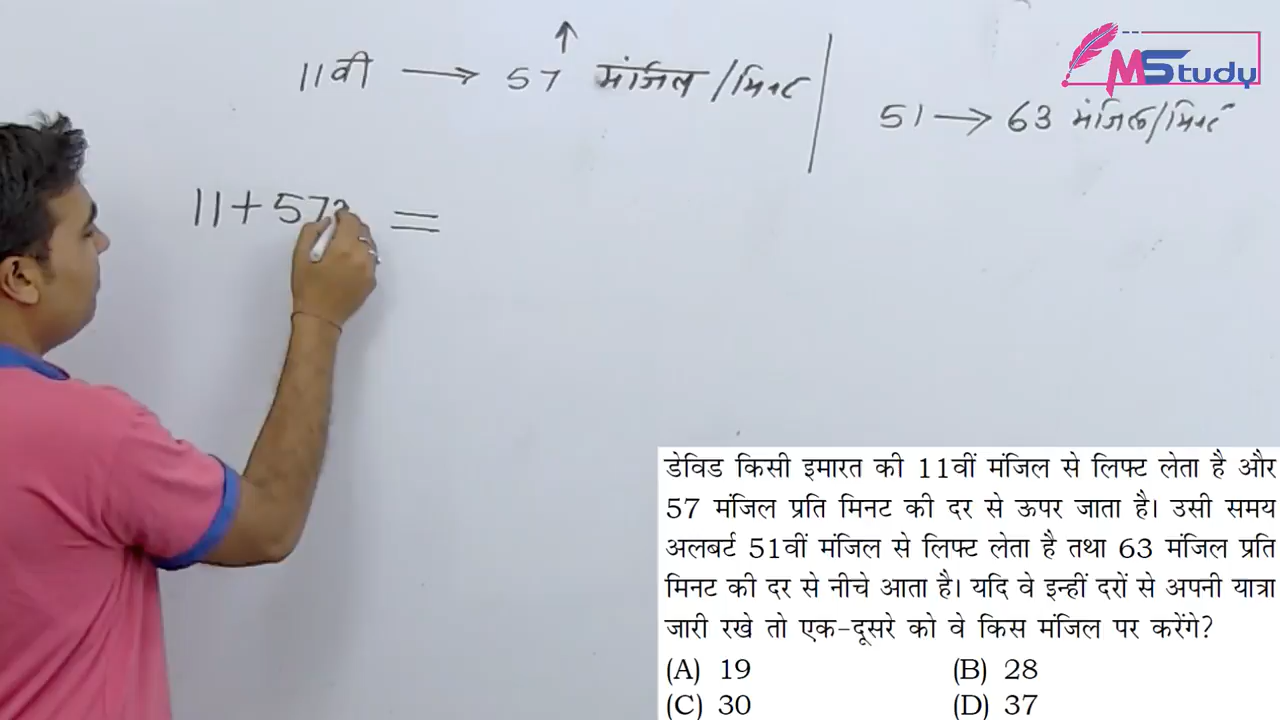 11वी → 57 मंजिल / मिनट
51 → 63 मंजिल/मिनट
MStudy
11 + 57x =
डेविड किसी इमारत की 11वीं मंजिल से लिफ्ट लेता है और
57 मंजिल प्रति मिनट की दर से ऊपर जाता है। उसी समय
अलबर्ट 51वीं मंजिल से लिफ्ट लेता है तथा 63 मंजिल प्रति
मिनट की दर से नीचे आता है। यदि वे इन्हीं दरों से अपनी यात्रा
जारी रखे तो एक-दूसरे को वे किस मंजिल पर करेंगे?
(A) 19
(B) 28
(C) 30
(D) 37